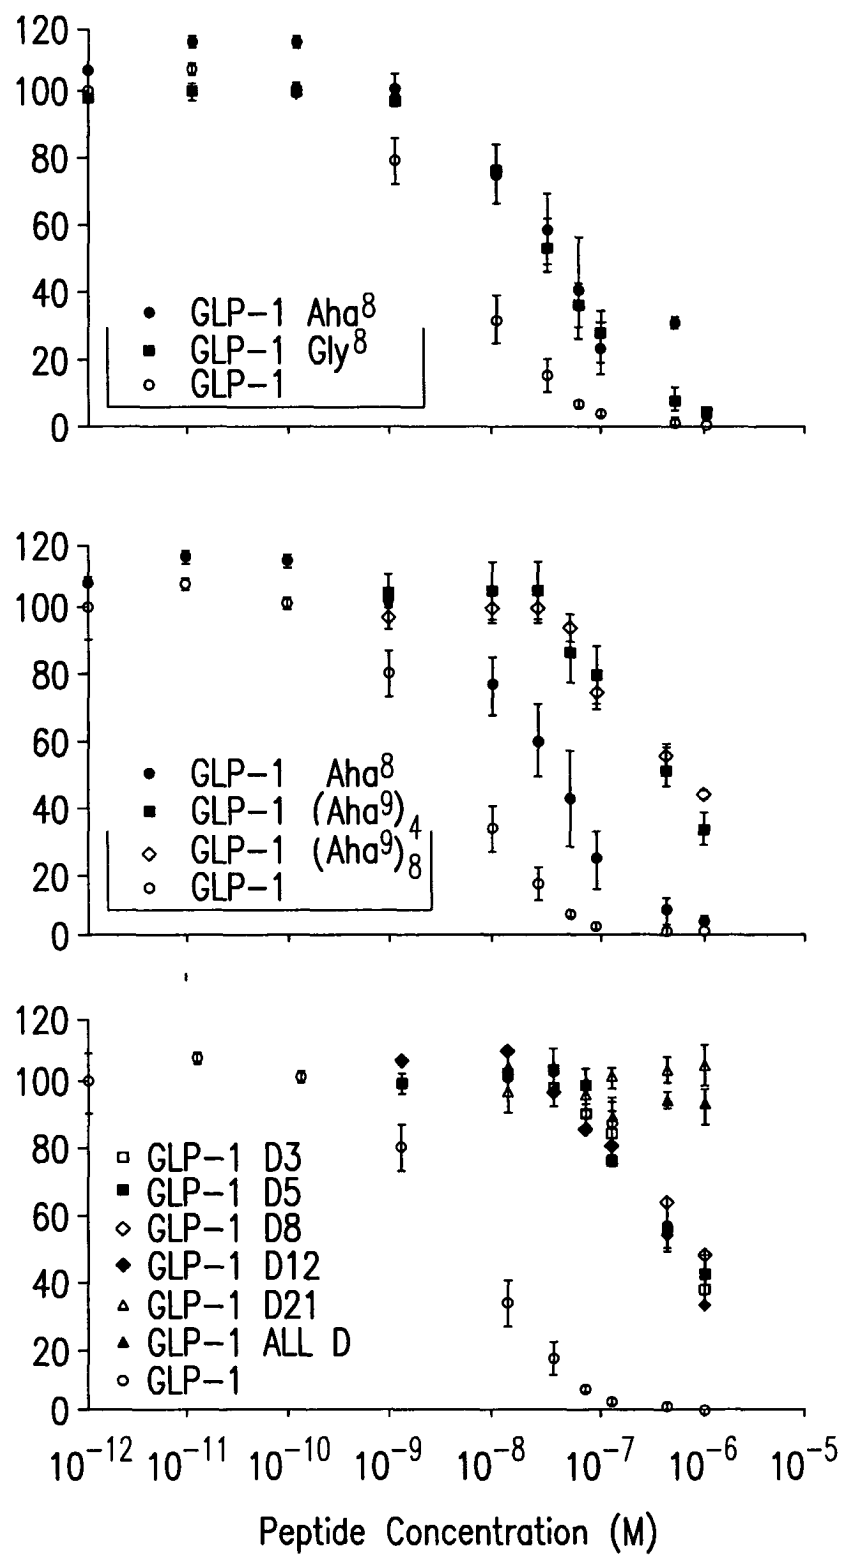 120
100
80
60
40
20
0
GLP-1 Aha⁸
GLP-1 Gly⁸
GLP-1
120
100
80
60
40
20
0
GLP-1 Aha⁸
GLP-1 (Aha⁹)₄
GLP-1 (Aha⁹)₈
GLP-1
120
100
80
60
40
20
0
GLP-1 D3
GLP-1 D5
GLP-1 D8
GLP-1 D12
GLP-1 D21
GLP-1 ALL D
GLP-1
10⁻¹² 10⁻¹¹ 10⁻¹⁰ 10⁻⁹ 10⁻⁸ 10⁻⁷ 10⁻⁶ 10⁻⁵
Peptide Concentration (M)